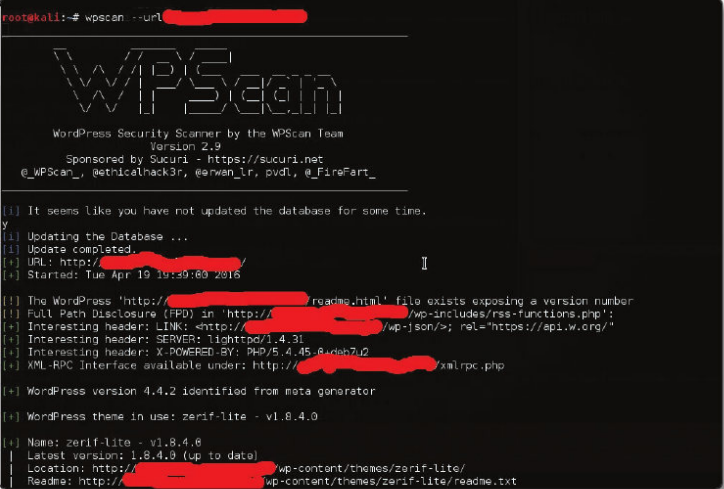 root@kali:~# wpscan --url
WPScan
WordPress Security Scanner by the WPScan Team
Version 2.9
Sponsored by Sucuri - https://sucuri.net
@_WPScan_, @ethicalhack3r, @erwan_lr, pvdl, @_FireFart_
[i] It seems like you have not updated the database for some time.
y
[i] Updating the Database ...
[i] Update completed.
[+] URL: http:/ /
[+] Started: Tue Apr 19 19:39:00 2016
[!] The WordPress 'http:/ /readme.html' file exists exposing a version number
[!] Full Path Disclosure (FPD) in 'http:/ /wp-includes/rss-functions.php':
[+] Interesting header: LINK: <http:/ /wp-json/>; rel="https://api.w.org/"
[+] Interesting header: SERVER: lighttpd/1.4.31
[+] Interesting header: X-POWERED-BY: PHP/5.4.45-0+deb7u2
[+] XML-RPC Interface available under: http:/ /xmlrpc.php
[+] WordPress version 4.4.2 identified from meta generator
[+] WordPress theme in use: zerif-lite - v1.8.4.0
[+] Name: zerif-lite - v1.8.4.0
| Latest version: 1.8.4.0 (up to date)
| Location: http:/ /wp-content/themes/zerif-lite/
| Readme: http:/ wp-content/themes/zerif-lite/readme.txt